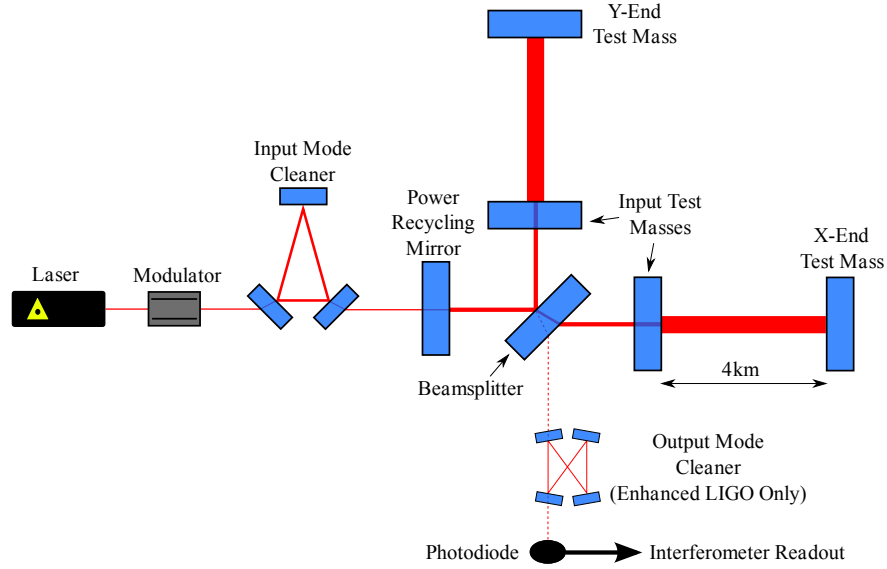 Y-End
Test Mass
Input Mode
Cleaner
Power
Recycling
Mirror
Input Test
Masses
X-End
Test Mass
Laser
Modulator
Beamsplitter
4km
Output Mode
Cleaner
(Enhanced LIGO Only)
Photodiode
Interferometer Readout